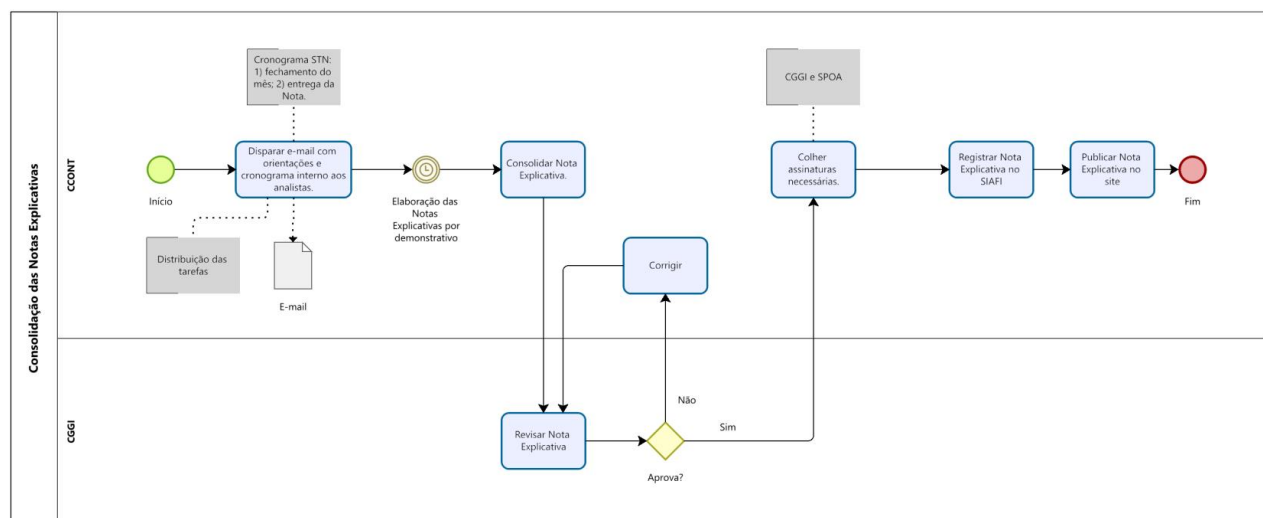 Consolidação das Notas Explicativas
CCONT
Início
Cronograma STN:
1) fechamento do
mês; 2) entrega da
Nota.
Disparar e-mail com
orientações e
cronograma interno aos
analistas.
Distribuição das
tarefas
E-mail
Elaboração das
Notas
Explicativas por
demonstrativo
Consolidar Nota
Explicativa.
Corrigir
CGGI e SPOA
Colher
assinaturas
necessárias.
Registrar Nota
Explicativa no
SIAFI
Publicar Nota
Explicativa no
site
Fim
CGGI
Revisar Nota
Explicativa
Aprova?
Não
Sim